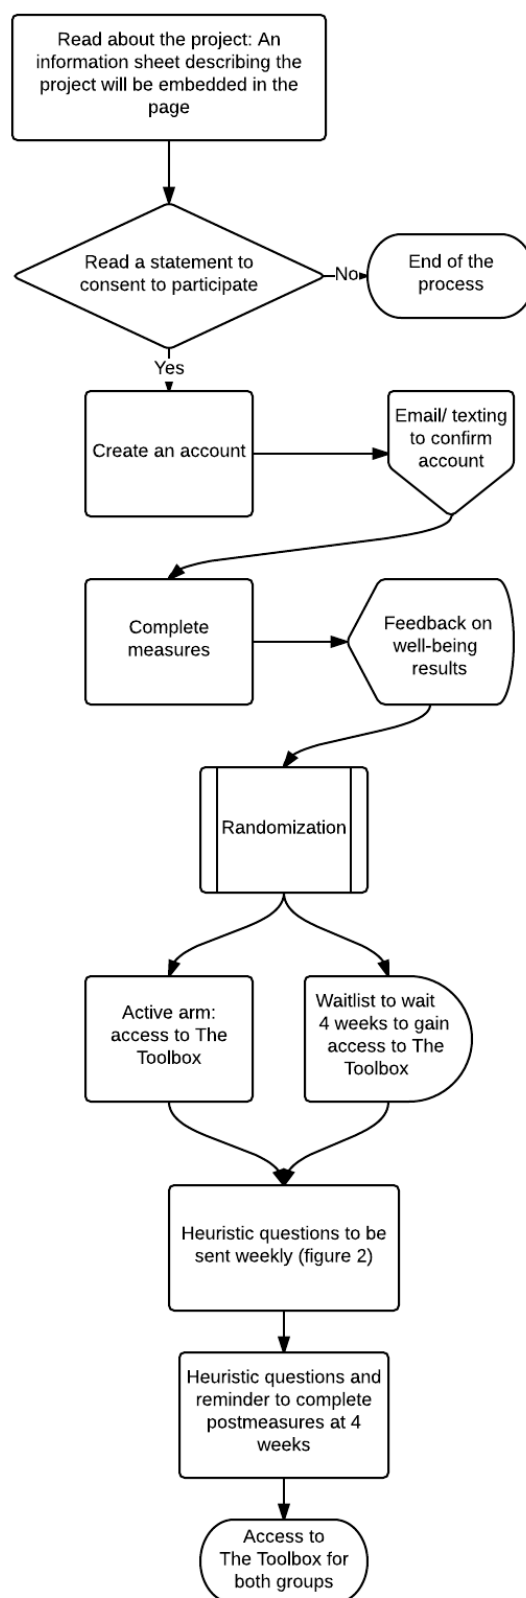 Read about the project: An
information sheet describing the
project will be embedded in the
page
Read a statement to
consent to participate
No
End of the
process
Yes
Create an account
Email/ texting
to confirm
account
Complete
measures
Feedback on
well-being
results
Randomization
Active arm:
access to The
Toolbox
Waitlist to wait
4 weeks to gain
access to The
Toolbox
Heuristic questions to be
sent weekly (figure 2)
Heuristic questions and
reminder to complete
postmeasures at 4
weeks
Access to
The Toolbox for
both groups